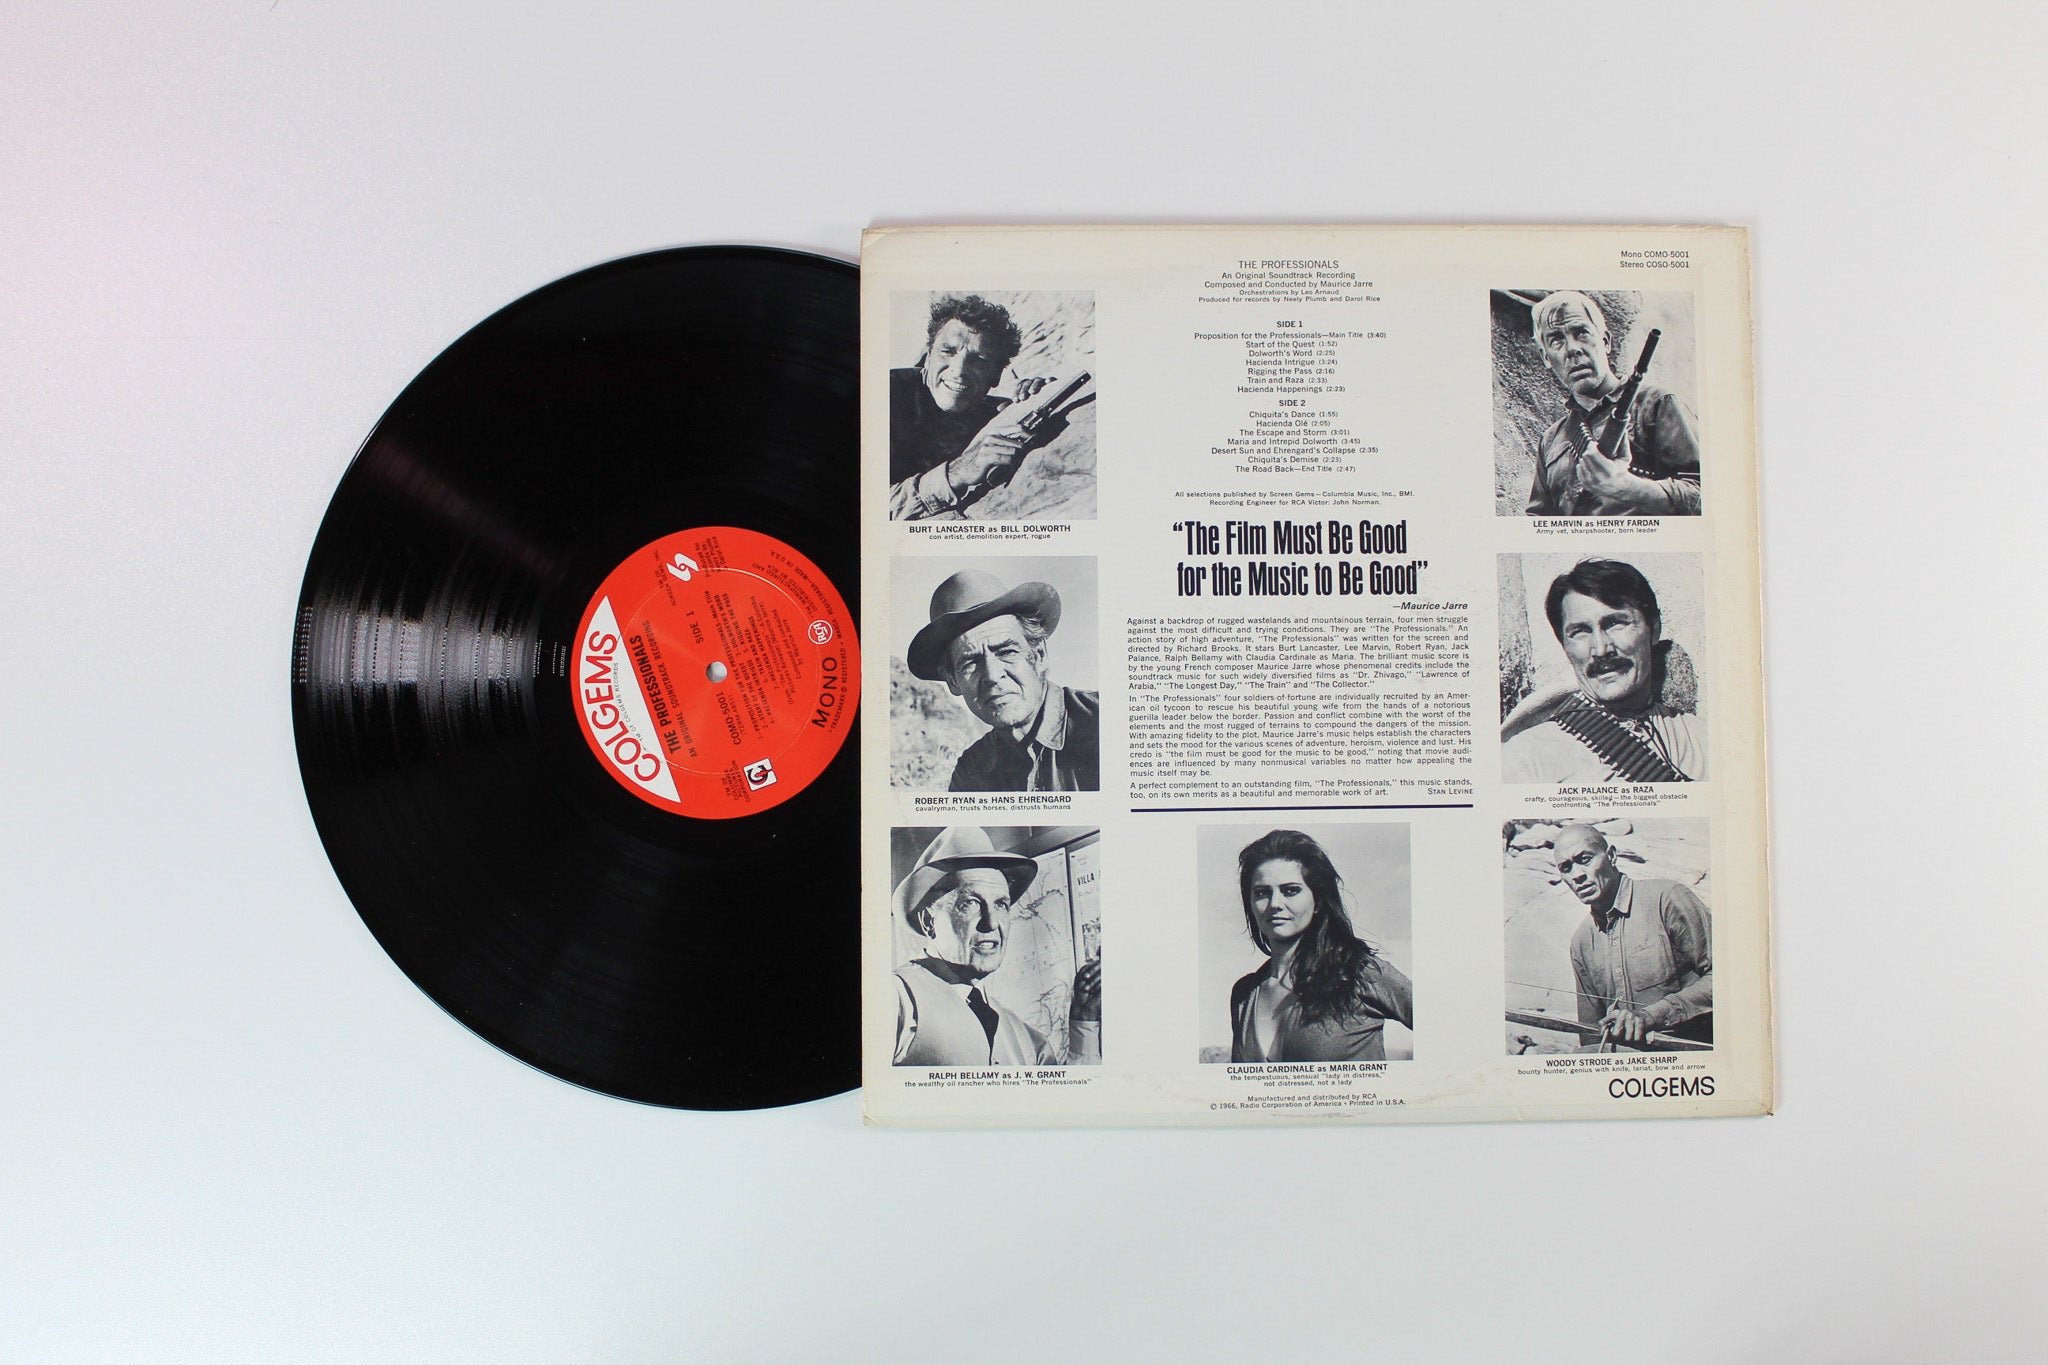 COLGEMS
TM OF COLGEMS RECORDS
THE PROFESSIONALS
AN ORIGINAL SOUNDTRACK RECORDING
COMO-5001
SIDE 1
MONO
RCA
THE PROFESSIONALS
An Original Soundtrack Recording
Composed and Conducted by Maurice Jarre
Orchestrations by Leo Arnaud
Produced for records by Neely Plumb and Darol Rice
Mono COMO-5001
Stereo COSO-5001
SIDE 1
Proposition for the Professionals—Main Title (3:40)
Start of the Quest (1:52)
Dolworth's Word (2:25)
Hacienda Intrigue (3:24)
Rigging the Pass (2:16)
Train and Raza (2:33)
Hacienda Happenings (2:23)
SIDE 2
Chiquita's Dance (1:55)
Hacienda Olé (2:05)
The Escape and Storm (3:01)
Maria and Intrepid Dolworth (3:45)
Desert Sun and Ehrengard's Collapse (2:35)
Chiquita's Demise (2:23)
The Road Back—End Title (2:47)
All selections published by Screen Gems—Columbia Music, Inc., BMI.
Recording Engineer for RCA Victor: John Norman.
BURT LANCASTER as BILL DOLWORTH
con artist, demolition expert, rogue
LEE MARVIN as HENRY FARDAN
Army vet, sharpshooter, born leader
"The Film Must Be Good
for the Music to Be Good"
—Maurice Jarre
Against a backdrop of rugged wastelands and mountainous terrain, four men struggle
against the most difficult and trying conditions. They are "The Professionals." An
action story of high adventure, "The Professionals" was written for the screen and
directed by Richard Brooks. It stars Burt Lancaster, Lee Marvin, Robert Ryan, Jack
Palance, Ralph Bellamy with Claudia Cardinale as Maria. The brilliant music score is
by the young French composer Maurice Jarre whose phenomenal credits include the
soundtrack music for such widely diversified films as "Dr. Zhivago," "Lawrence of
Arabia," "The Longest Day," "The Train" and "The Collector."
In "The Professionals" four soldiers-of-fortune are individually recruited by an Amer-
ican oil tycoon to rescue his beautiful young wife from the hands of a notorious
guerilla leader below the border. Passion and conflict combine with the worst of the
elements and the most rugged of terrains to compound the dangers of the mission.
With amazing fidelity to the plot, Maurice Jarre's music helps establish the characters
and sets the mood for the various scenes of adventure, heroism, violence and lust. His
credo is "the film must be good for the music to be good," noting that movie audi-
ences are influenced by many nonmusical variables no matter how appealing the
music itself may be.
A perfect complement to an outstanding film, "The Professionals," this music stands,
too, on its own merits as a beautiful and memorable work of art. STAN LEVINE
ROBERT RYAN as HANS EHRENGARD
cavalryman, trusts horses, distrusts humans
JACK PALANCE as RAZA
crafty, courageous, skilled—the biggest obstacle
confronting "The Professionals"
VILLA
RALPH BELLAMY as J. W. GRANT
the wealthy oil rancher who hires "The Professionals"
CLAUDIA CARDINALE as MARIA GRANT
the tempestuous, sensual "lady in distress,"
not distressed, not a lady
WOODY STRODE as JAKE SHARP
bounty hunter, genius with knife, lariat, bow and arrow
COLGEMS
Manufactured and distributed by RCA
© 1966, Radio Corporation of America • Printed in U.S.A.